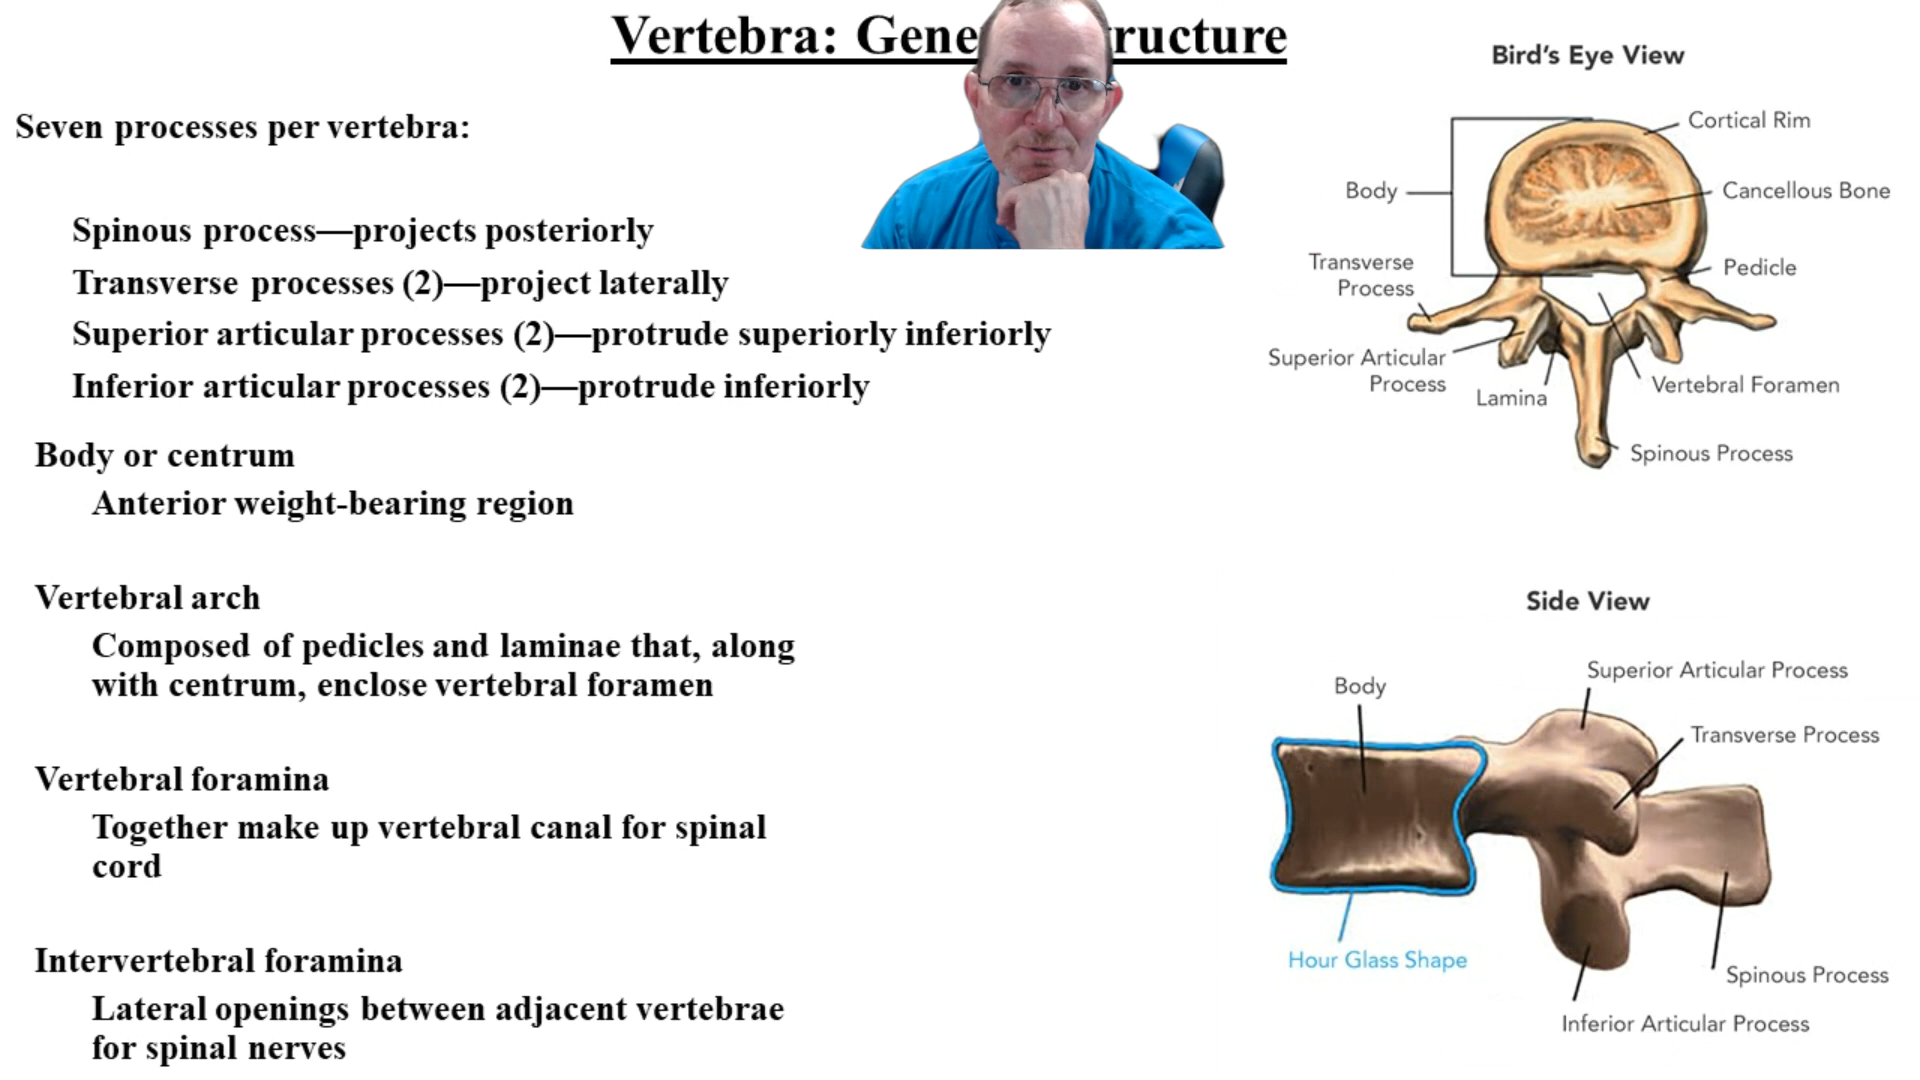 Vertebra: Gene ructure
Seven processes per vertebra:
Spinous process—projects posteriorly
Transverse processes (2)—project laterally
Superior articular processes (2)—protrude superiorly inferiorly
Inferior articular processes (2)—protrude inferiorly
Body or centrum
Anterior weight-bearing region
Vertebral arch
Composed of pedicles and laminae that, along
with centrum, enclose vertebral foramen
Vertebral foramina
Together make up vertebral canal for spinal
cord
Intervertebral foramina
Lateral openings between adjacent vertebrae
for spinal nerves
Bird's Eye View
Cortical Rim
Body
Cancellous Bone
Transverse
Process
Pedicle
Superior Articular
Process
Lamina
Vertebral Foramen
Spinous Process
Side View
Superior Articular Process
Body
Transverse Process
Hour Glass Shape
Spinous Process
Inferior Articular Process